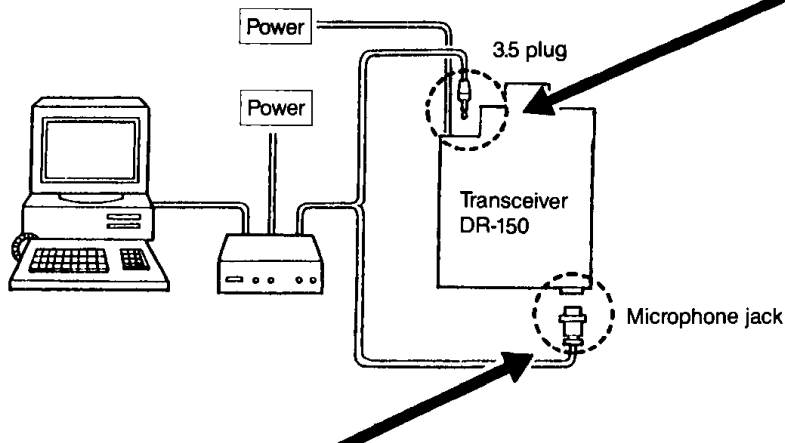 Power
3.5 plug
Power
Transceiver
DR-150
Microphone jack